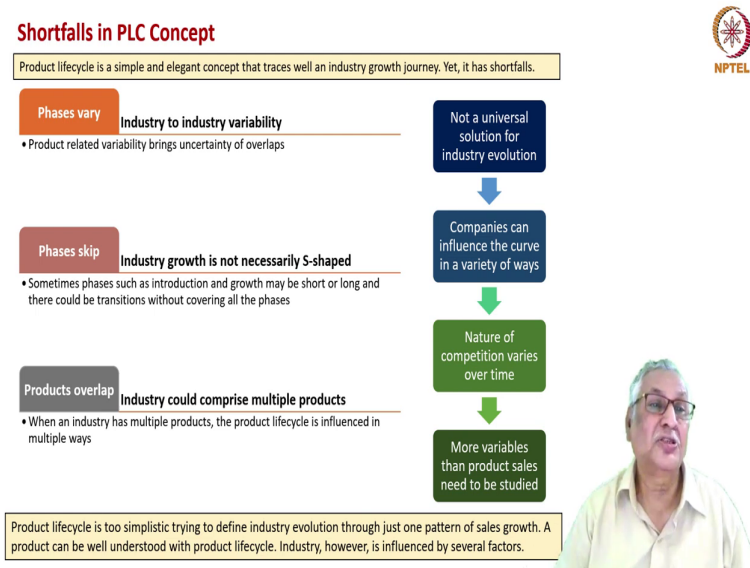 Shortfalls in PLC Concept
NPTEL
Product lifecycle is a simple and elegant concept that traces well an industry growth journey. Yet, it has shortfalls.
Phases vary
Industry to industry variability
• Product related variability brings uncertainty of overlaps
Phases skip
Industry growth is not necessarily S-shaped
• Sometimes phases such as introduction and growth may be short or long and
there could be transitions without covering all the phases
Products overlap
Industry could comprise multiple products
• When an industry has multiple products, the product lifecycle is influenced in
multiple ways
Not a universal
solution for
industry evolution
Companies can
influence the curve
in a variety of ways
Nature of
competition varies
over time
More variables
than product sales
need to be studied
Product lifecycle is too simplistic trying to define industry evolution through just one pattern of sales growth. A
product can be well understood with product lifecycle. Industry, however, is influenced by several factors.